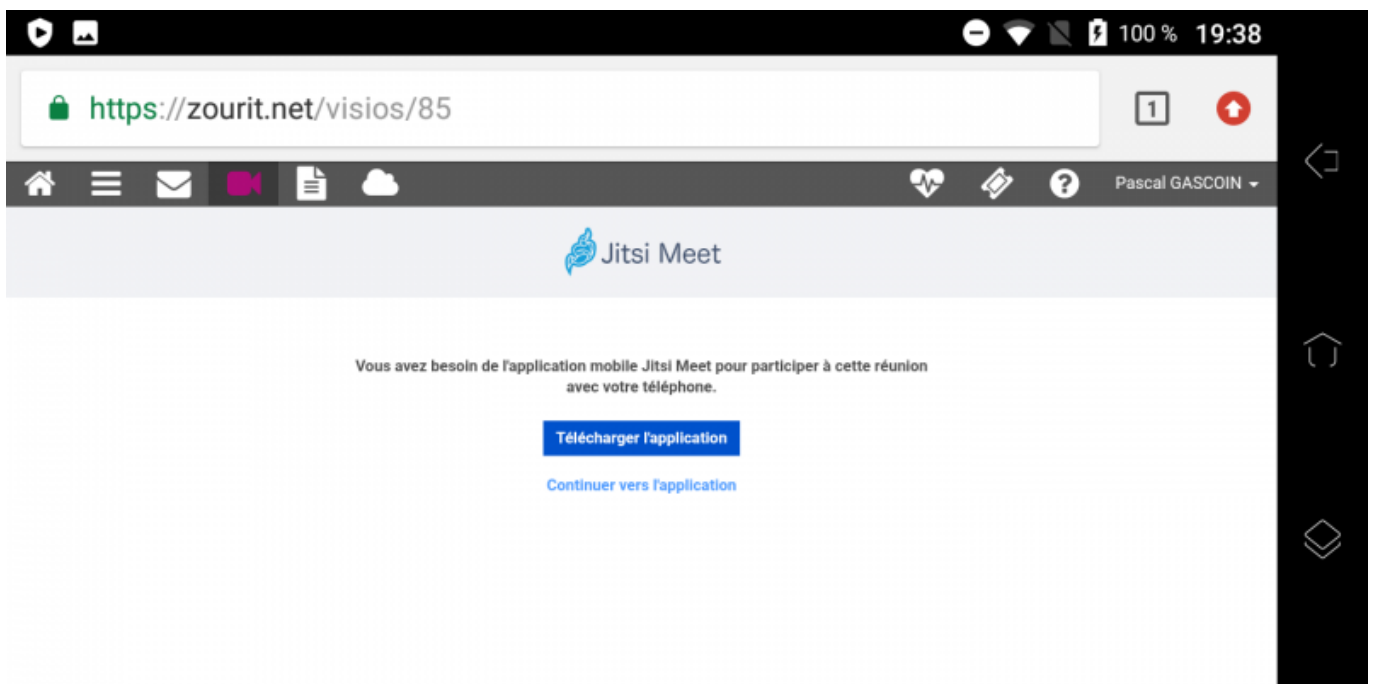 100 % 19:38
https://zourit.net/visios/85
1
Pascal GASCOIN
Jitsi Meet
Vous avez besoin de l'application mobile Jitsi Meet pour participer à cette réunion
avec votre téléphone.
Télécharger l'application
Continuer vers l'application